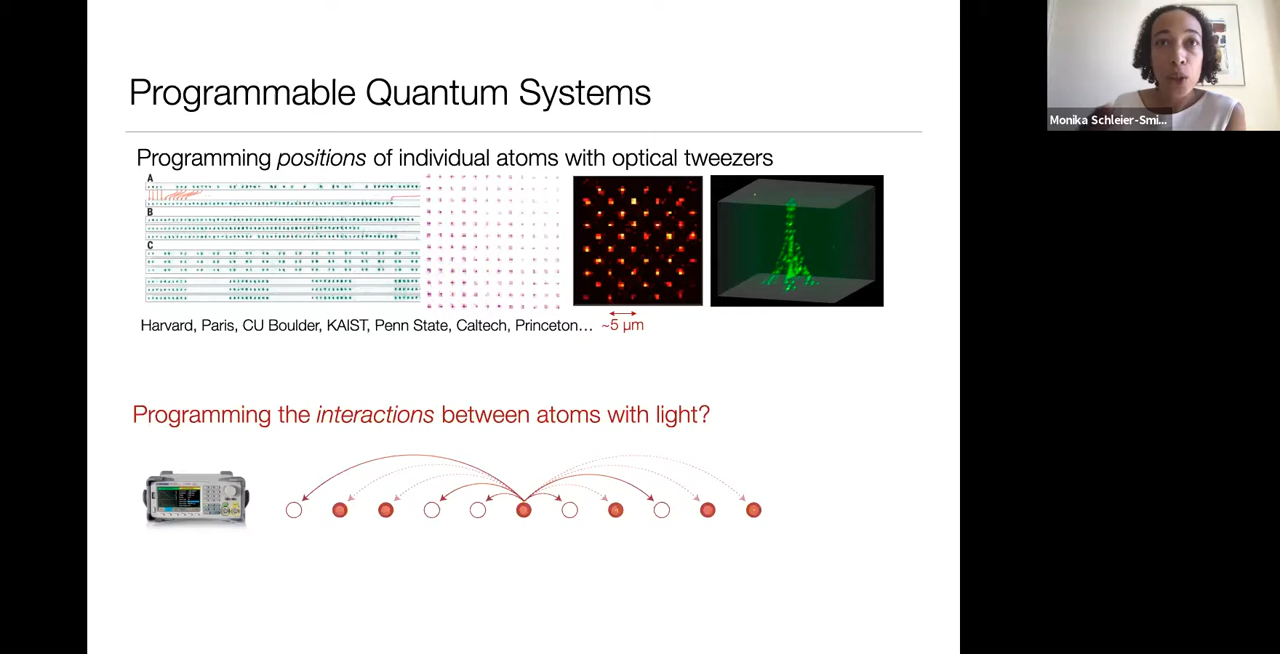 Programmable Quantum Systems
Programming positions of individual atoms with optical tweezers
A
B
C
Harvard, Paris, CU Boulder, KAIST, Penn State, Caltech, Princeton… ~5 µm
Programming the interactions between atoms with light?
Monika Schleier-Smi...